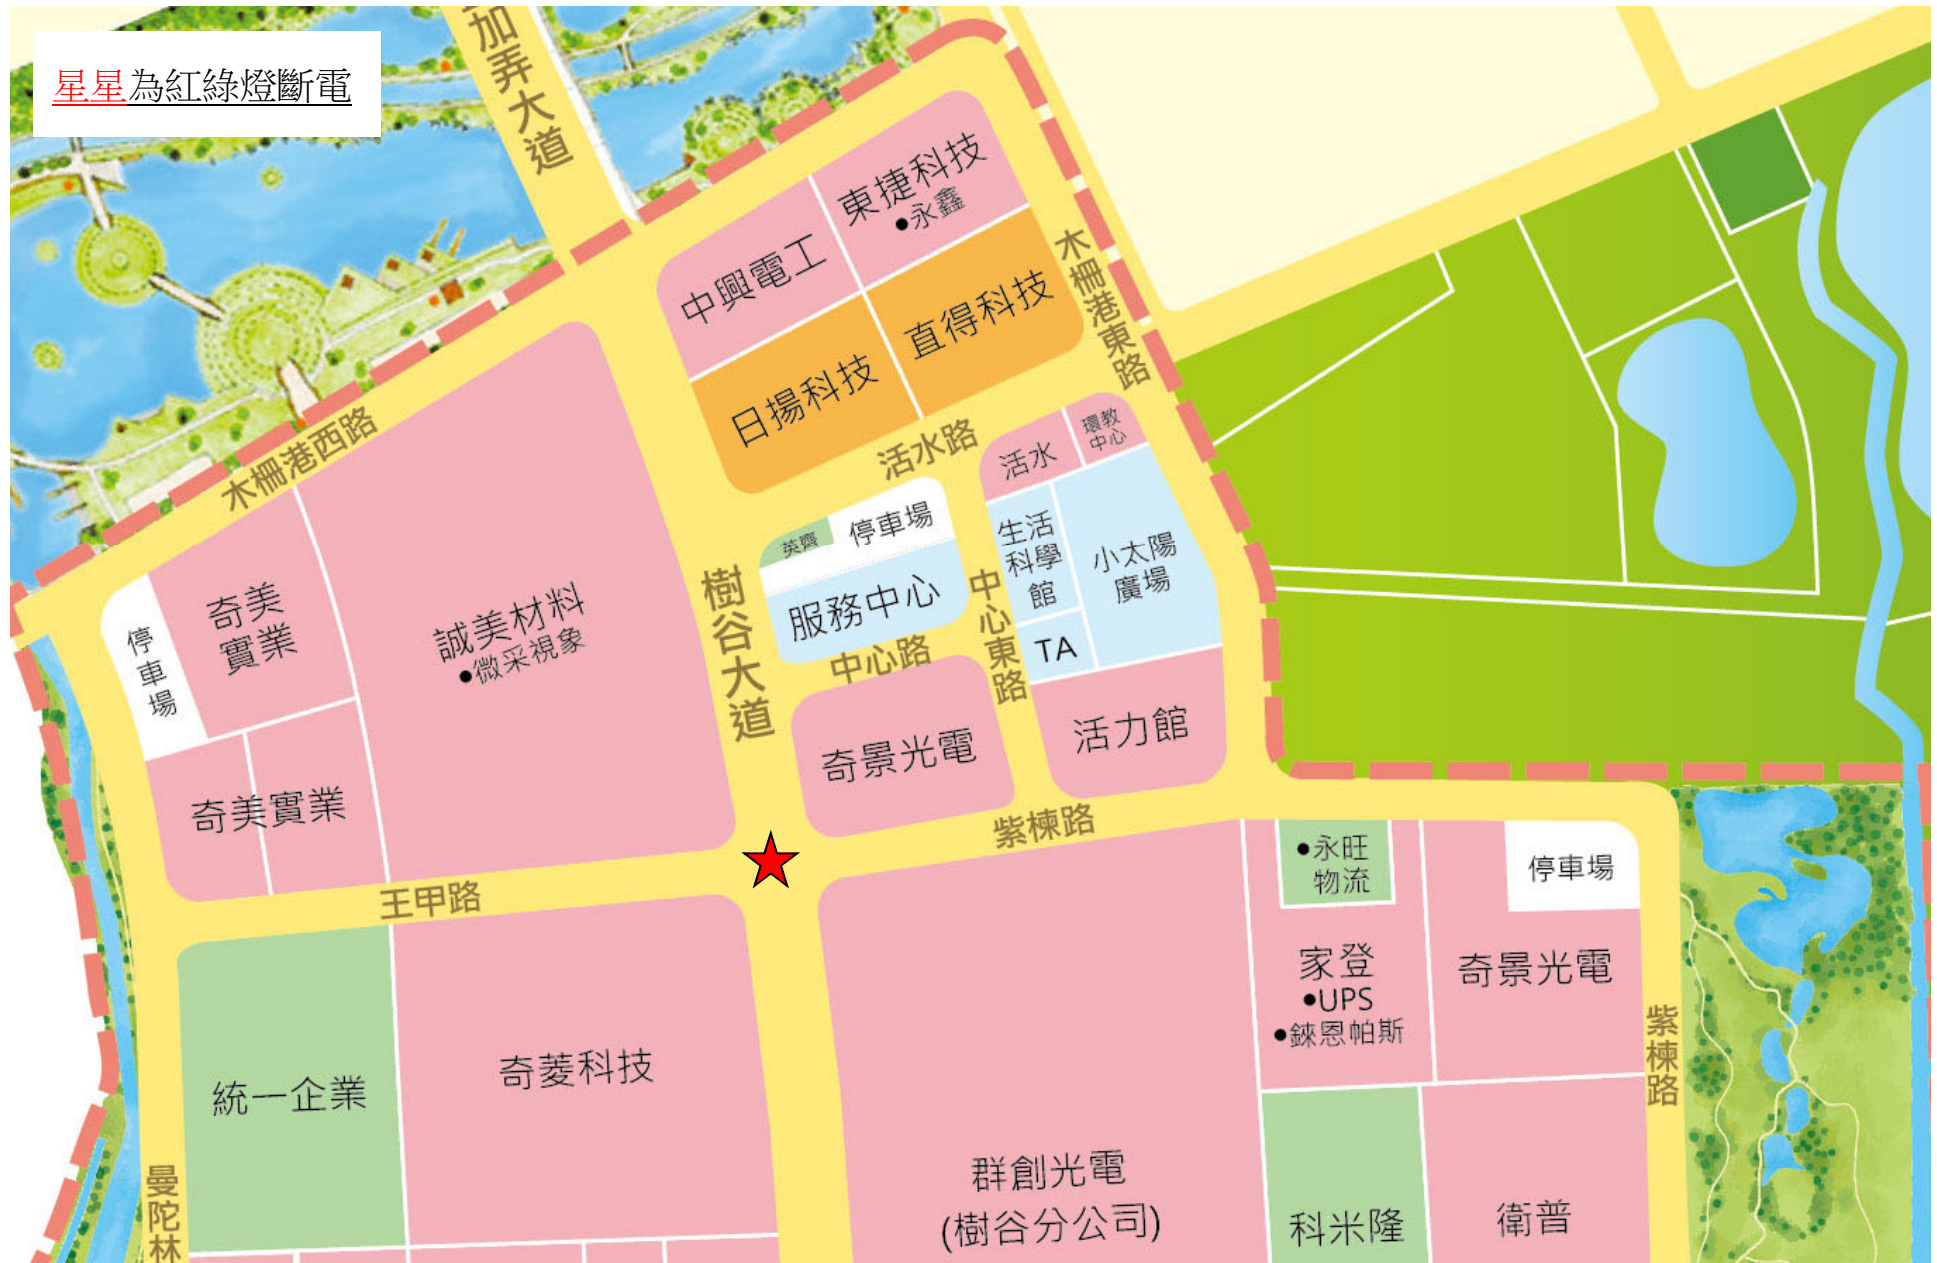 星星為紅綠燈斷電
加弄大道
東捷科技
●永鑫
中興電工
木柵港東路
直得科技
日揚科技
活水路
環教
中心
活水
木柵港西路
停車場
英齊
生活
科學
館
小太陽
廣場
服務中心
中心東路
樹谷大道
奇美
實業
誠美材料
●微采視象
停車場
中心路
TA
活力館
奇景光電
奇美實業
紫楝路
王甲路
●永旺
物流
停車場
家登
●UPS
●錸恩帕斯
奇景光電
紫楝路
奇菱科技
統一企業
群創光電
(樹谷分公司)
曼陀林
科米隆
衛普